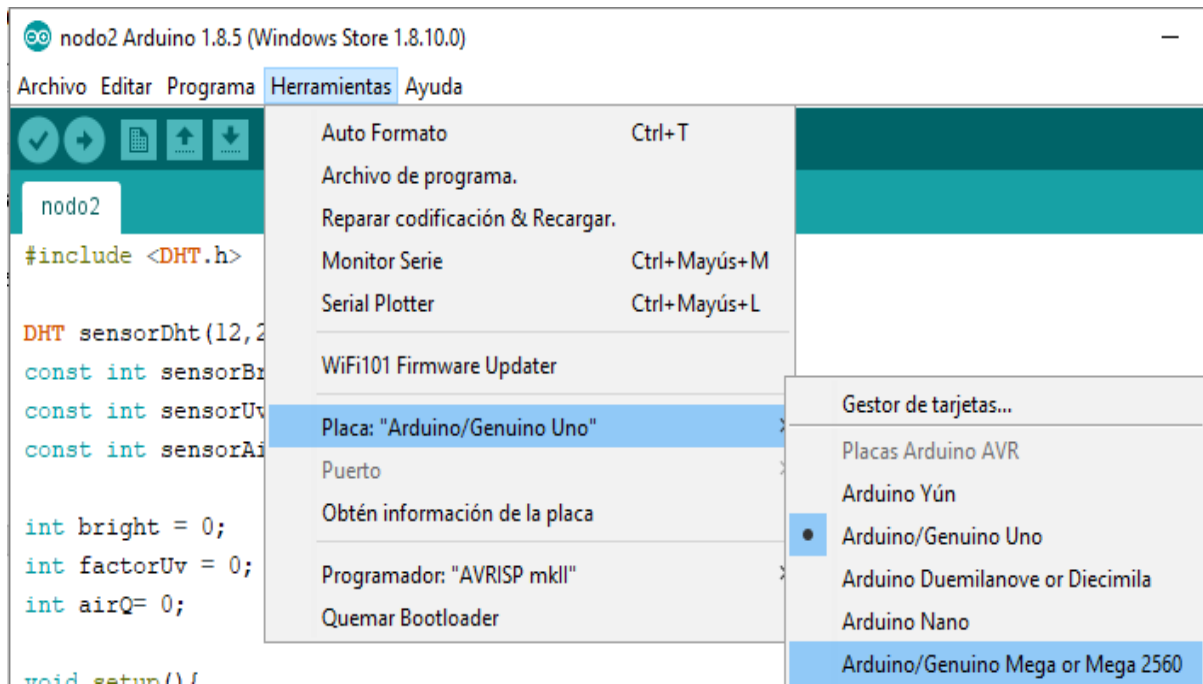 nodo2 Arduino 1.8.5 (Windows Store 1.8.10.0)
Archivo Editar Programa Herramientas Ayuda
nodo2
#include <DHT.h>
DHT sensorDht(12,2
const int sensorBr
const int sensorUv
const int sensorAi
int bright = 0;
int factorUv = 0;
int airQ= 0;
void setup(){
Auto Formato Ctrl+T
Archivo de programa.
Reparar codificación & Recargar.
Monitor Serie Ctrl+Mayús+M
Serial Plotter Ctrl+Mayús+L
WiFi101 Firmware Updater
Placa: "Arduino/Genuino Uno"
Puerto
Obtén información de la placa
Programador: "AVRISP mkII"
Quemar Bootloader
Gestor de tarjetas...
Placas Arduino AVR
Arduino Yún
Arduino/Genuino Uno
Arduino Duemilanove or Diecimila
Arduino Nano
Arduino/Genuino Mega or Mega 2560